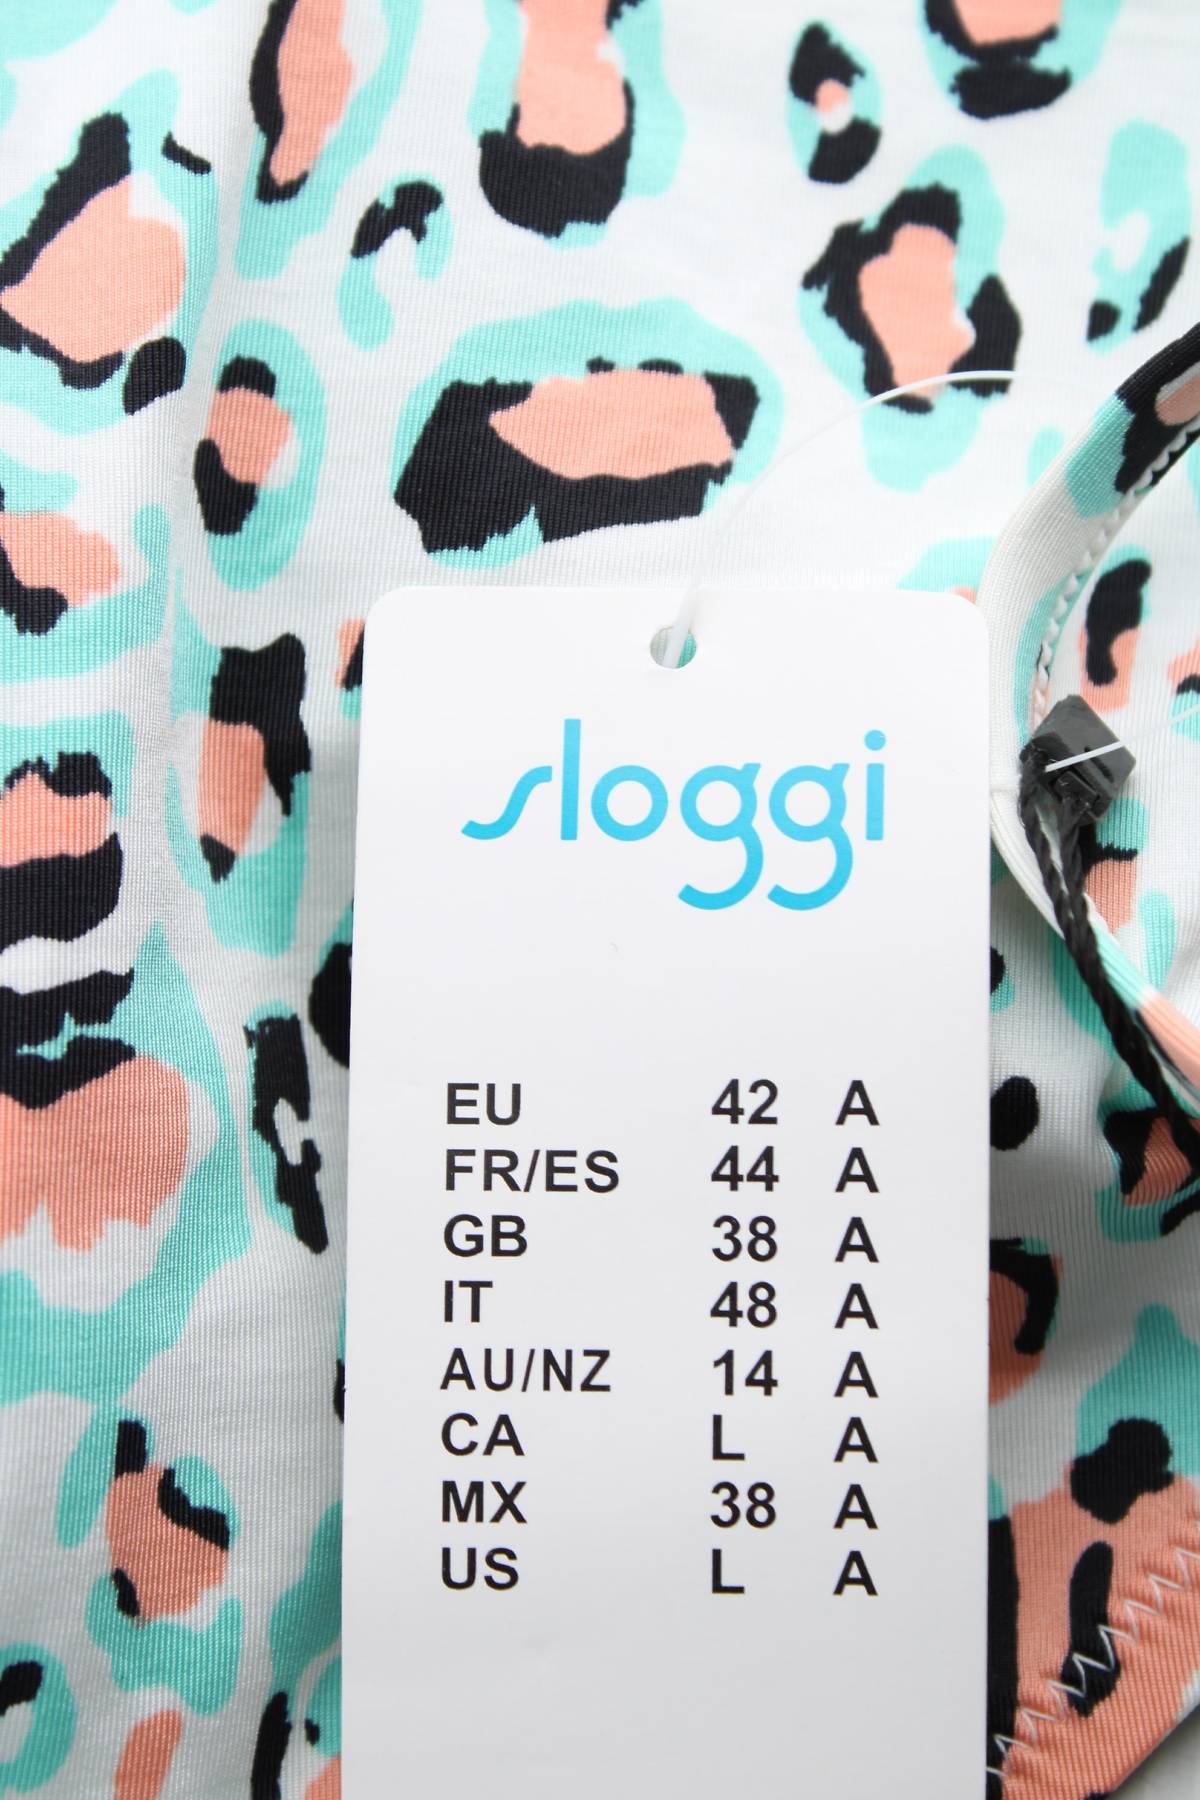 sloggi
EU 42 A
FR/ES 44 A
GB 38 A
IT 48 A
AU/NZ 14 A
CA L A
MX 38 A
US L A